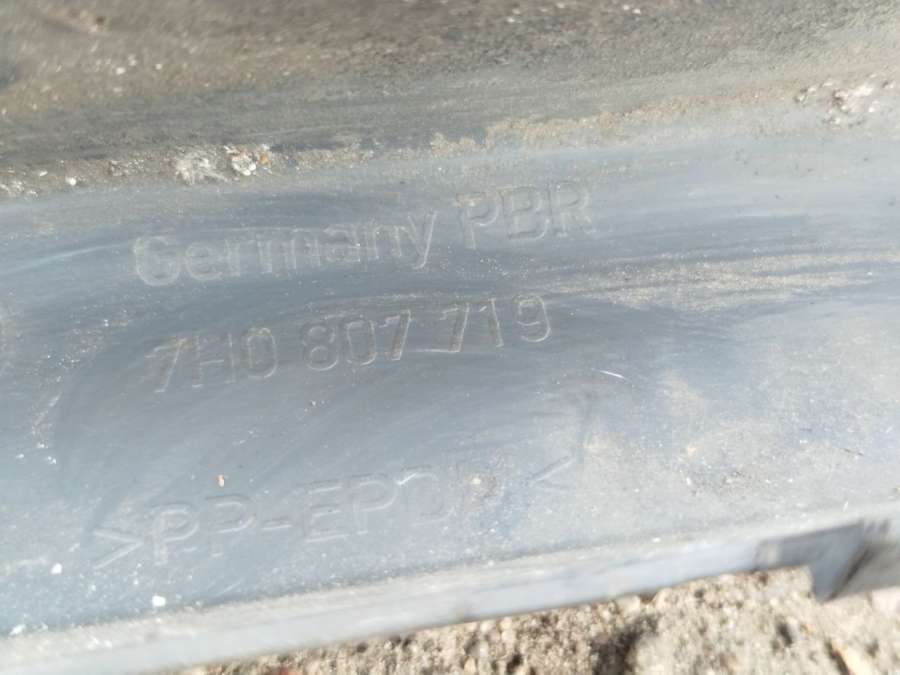 Germany PBR
7H0 807 719
>PP-EPDM<